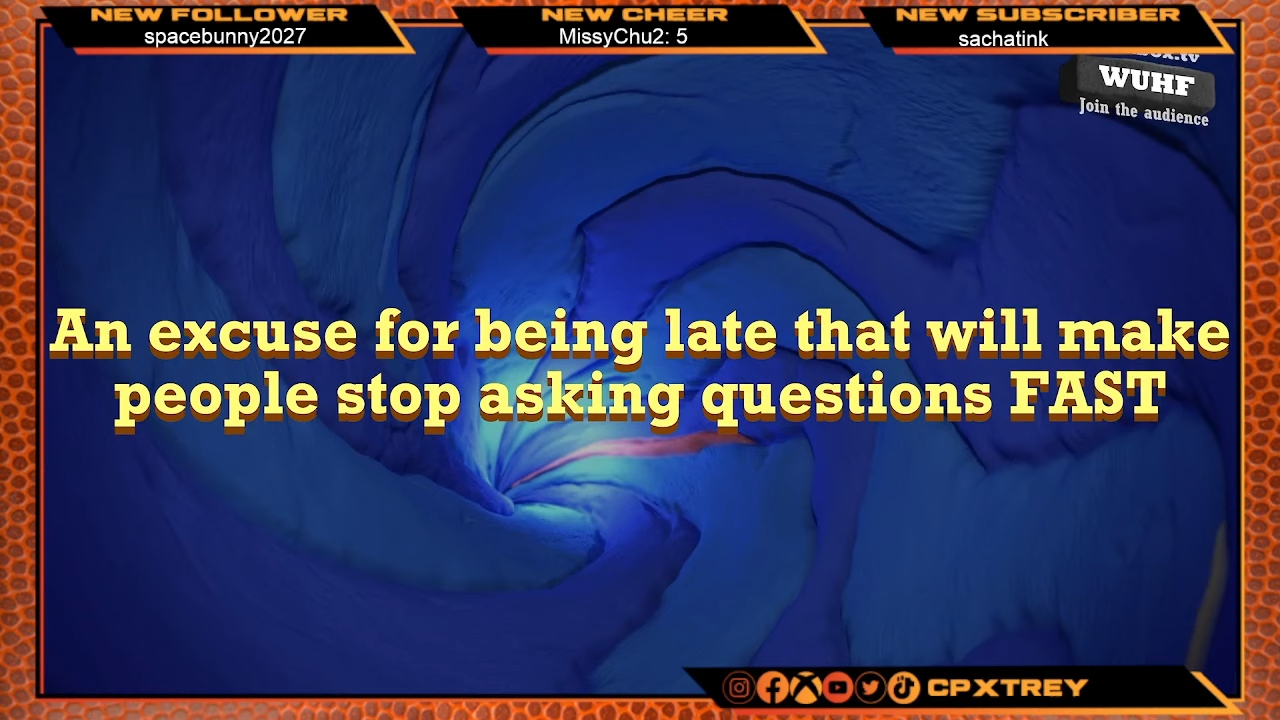 NEW FOLLOWER
spacebunny2027
NEW CHEER
MissyChu2: 5
NEW SUBSCRIBER
sachatink
WUHF
Join the audience
An excuse for being late that will make
people stop asking questions FAST
CPXTREY